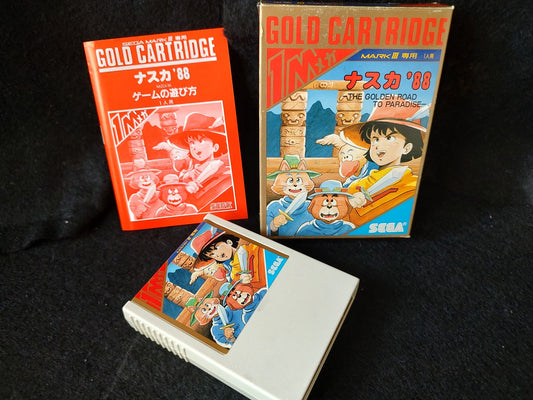 SEGA MARK III 専用
GOLD CARTRIDGE
ナスカ '88
ゲームの遊び方
1人用
1M
SEGA
GOLD CARTRIDGE
1M
MARK III 専用
1人用
ナスカ '88
—THE GOLDEN ROAD
TO PARADISE—
SEGA
SEGA